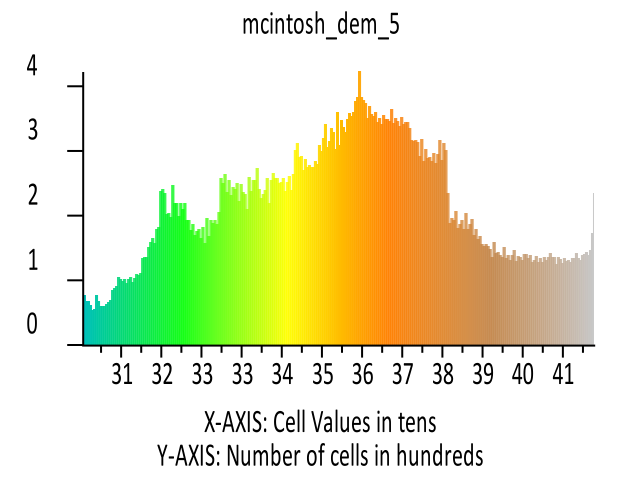 mcintosh_dem_5
4
3
2
1
0
31 32 33 33 34 35 36 37 38 39 40 41
X-AXIS: Cell Values in tens
Y-AXIS: Number of cells in hundreds